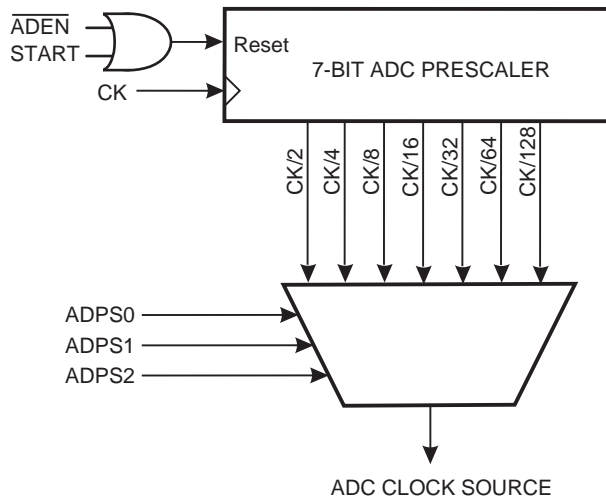 ADEN
START
Reset
7-BIT ADC PRESCALER
CK
CK/2
CK/4
CK/8
CK/16
CK/32
CK/64
CK/128
ADPS0
ADPS1
ADPS2
ADC CLOCK SOURCE